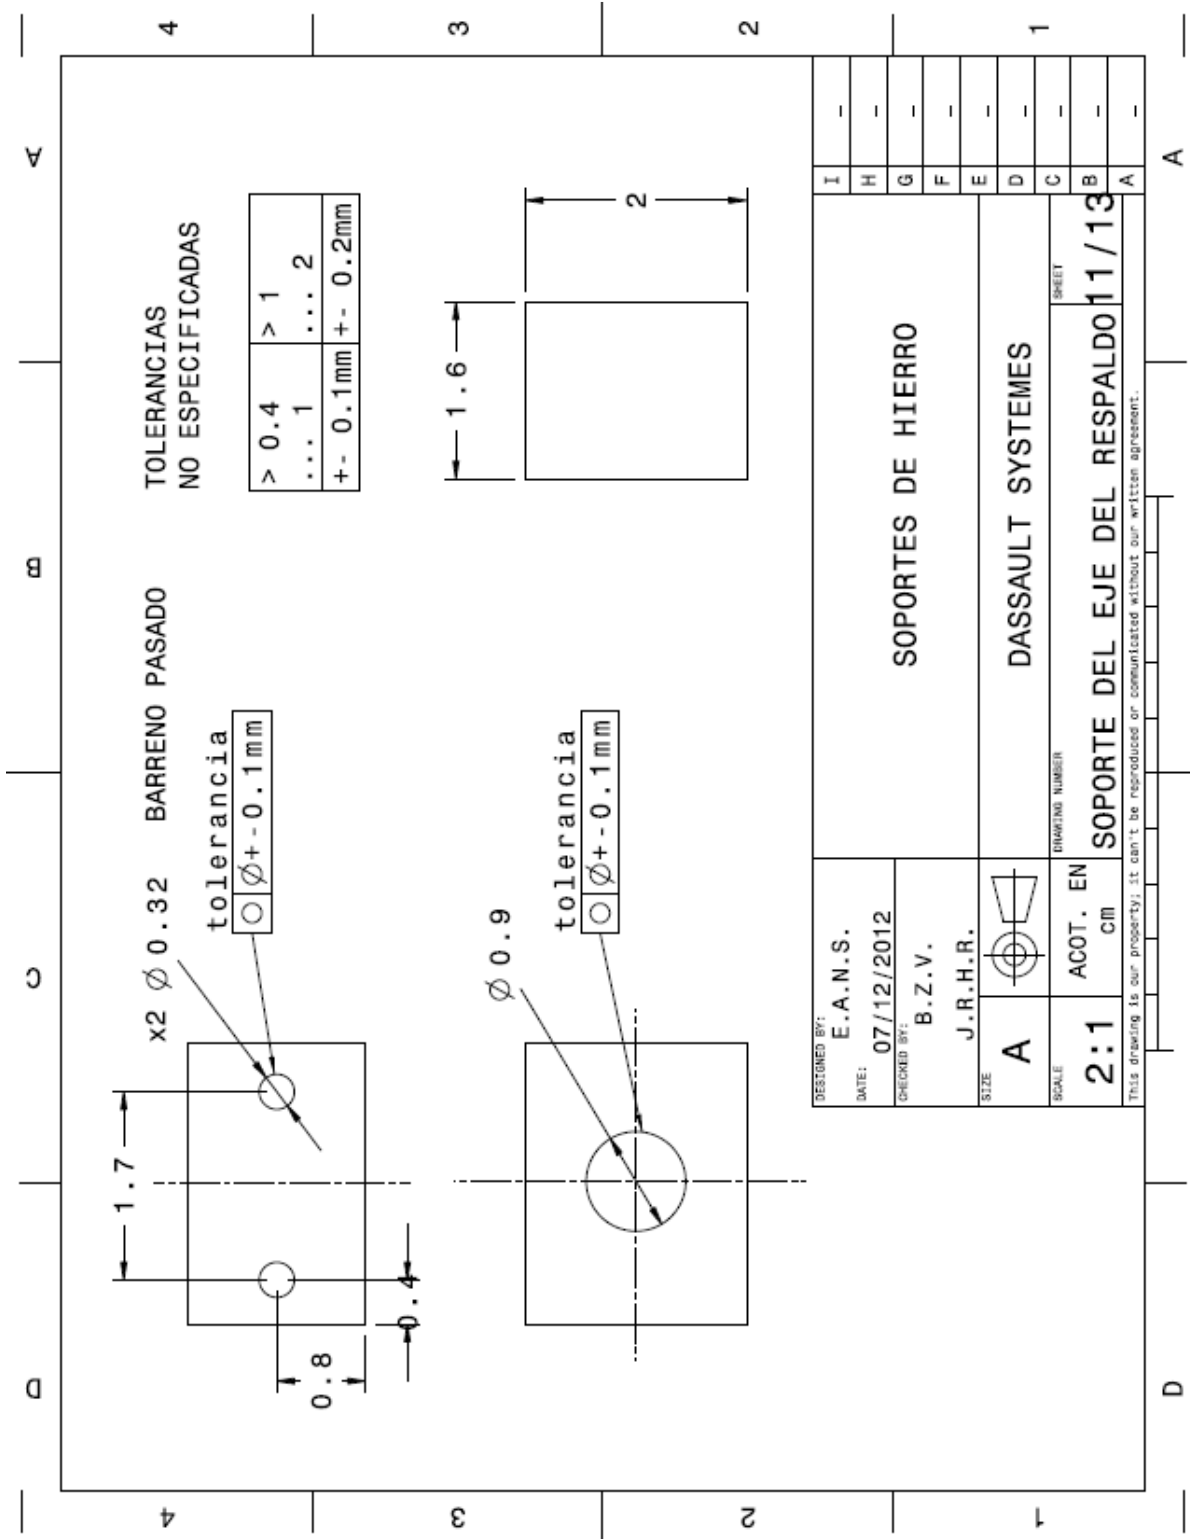 D
C
B
A
4
4
3
3
2
2
1
1
D
A
x2 Ø 0.32 BARRENO PASADO
tolerancia
Ø+-0.1mm
1.7
0.8
0.4
TOLERANCIAS
NO ESPECIFICADAS
> 0.4
... 1
> 1
... 2
+- 0.1mm
+- 0.2mm
Ø 0.9
tolerancia
Ø+-0.1mm
1.6
2
DESIGNED BY:
E.A.N.S.
DATE:
07/12/2012
CHECKED BY:
B.Z.V.
J.R.H.R.
SIZE
A
SCALE
2:1
ACOT. EN
cm
SOPORTES DE HIERRO
DASSAULT SYSTEMES
DRAWING NUMBER
SOPORTE DEL EJE DEL RESPALDO
SHEET
11/13
I -
H -
G -
F -
E -
D -
C -
B -
A -
This drawing is our property; it can't be reproduced or communicated without our written agreement.